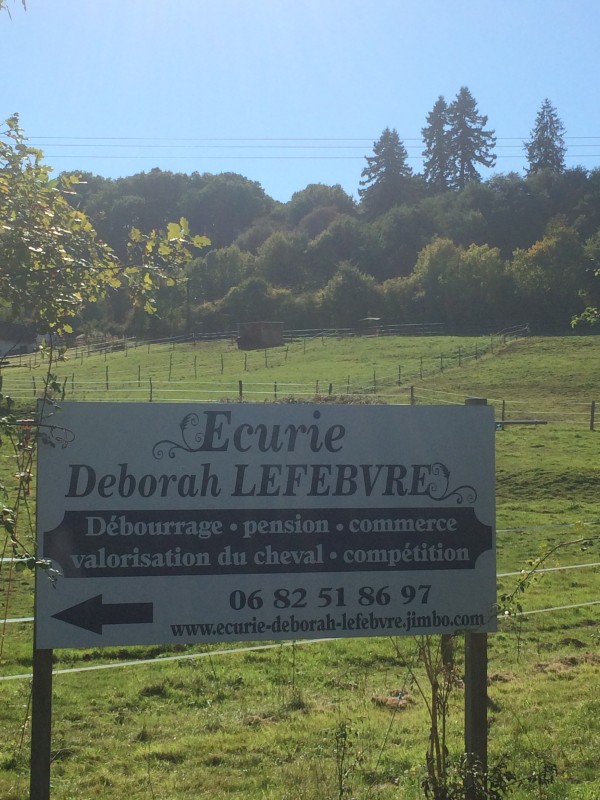 Ecurie
Deborah LEFEBVRE
Débourrage • pension • commerce
valorisation du cheval • compétition
06 82 51 86 97
www.ecurie-deborah-lefebvre.jimbo.com